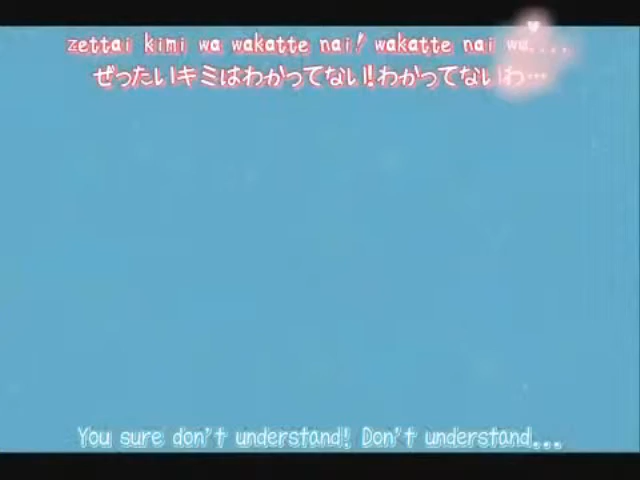 zettai kimi wa wakatte nai! wakatte nai wa....
ぜったいキミはわかってない!わかってないわ…
You sure don't understand! Don't understand...